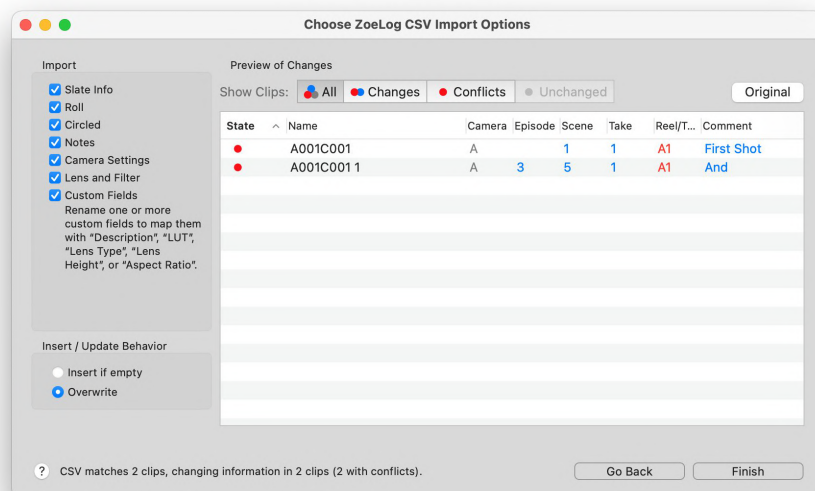 Choose ZoeLog CSV Import Options
Import
Slate Info
Roll
Circled
Notes
Camera Settings
Lens and Filter
Custom Fields
Rename one or more
custom fields to map them
with “Description”, “LUT”,
“Lens Type”, “Lens
Height”, or “Aspect Ratio”.
Insert / Update Behavior
Insert if empty
Overwrite
Preview of Changes
Show Clips: All Changes Conflicts Unchanged Original
State Name Camera Episode Scene Take Reel/T... Comment
A001C001 A 1 1 A1 First Shot
A001C001 1 A 3 5 1 A1 And
? CSV matches 2 clips, changing information in 2 clips (2 with conflicts).
Go Back Finish